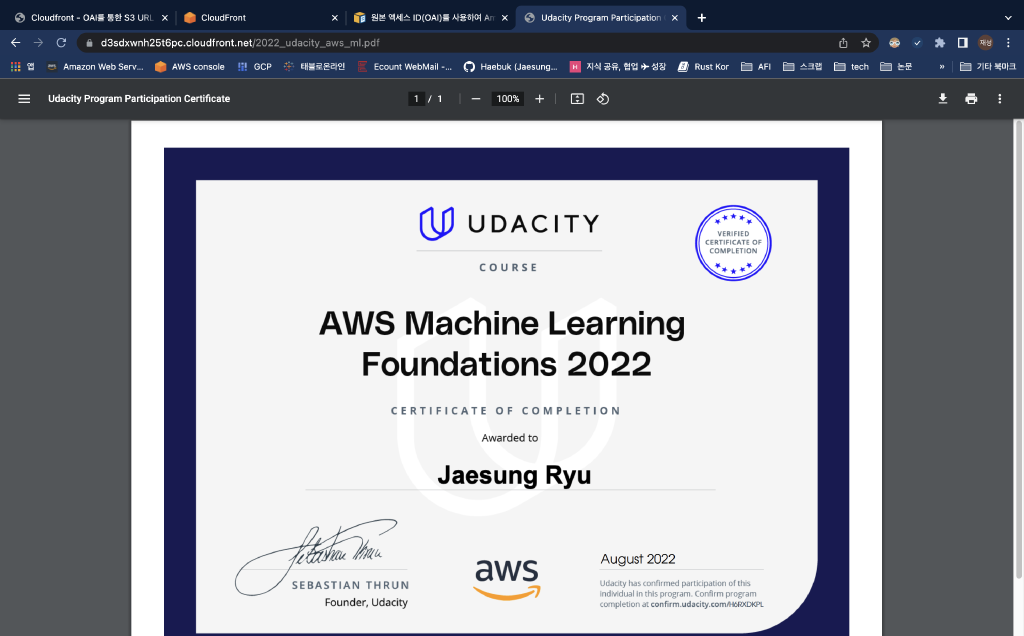 Cloudfront - OAI를 통한 S3 URL
CloudFront
원본 액세스 ID(OAI)를 사용하여 Am
Udacity Program Participation
d3sdxwnh25t6pc.cloudfront.net/2022_udacity_aws_ml.pdf
재성
앱
Amazon Web Serv...
AWS console
GCP
태블로온라인
Ecount WebMail -...
Haebuk (Jaesung...
H
지식 공유, 협업 ✈ 성장
Rust Kor
AFI
스크랩
tech
논문
»
기타 북마크
Udacity Program Participation Certificate
1 / 1
100%
UDACITY
COURSE
VERIFIED
CERTIFICATE OF
COMPLETION
AWS Machine Learning
Foundations 2022
CERTIFICATE OF COMPLETION
Awarded to
Jaesung Ryu
Sebastian Thrun
SEBASTIAN THRUN
Founder, Udacity
aws
August 2022
Udacity has confirmed participation of this
individual in this program. Confirm program
completion at confirm.udacity.com/H6RXDKPL